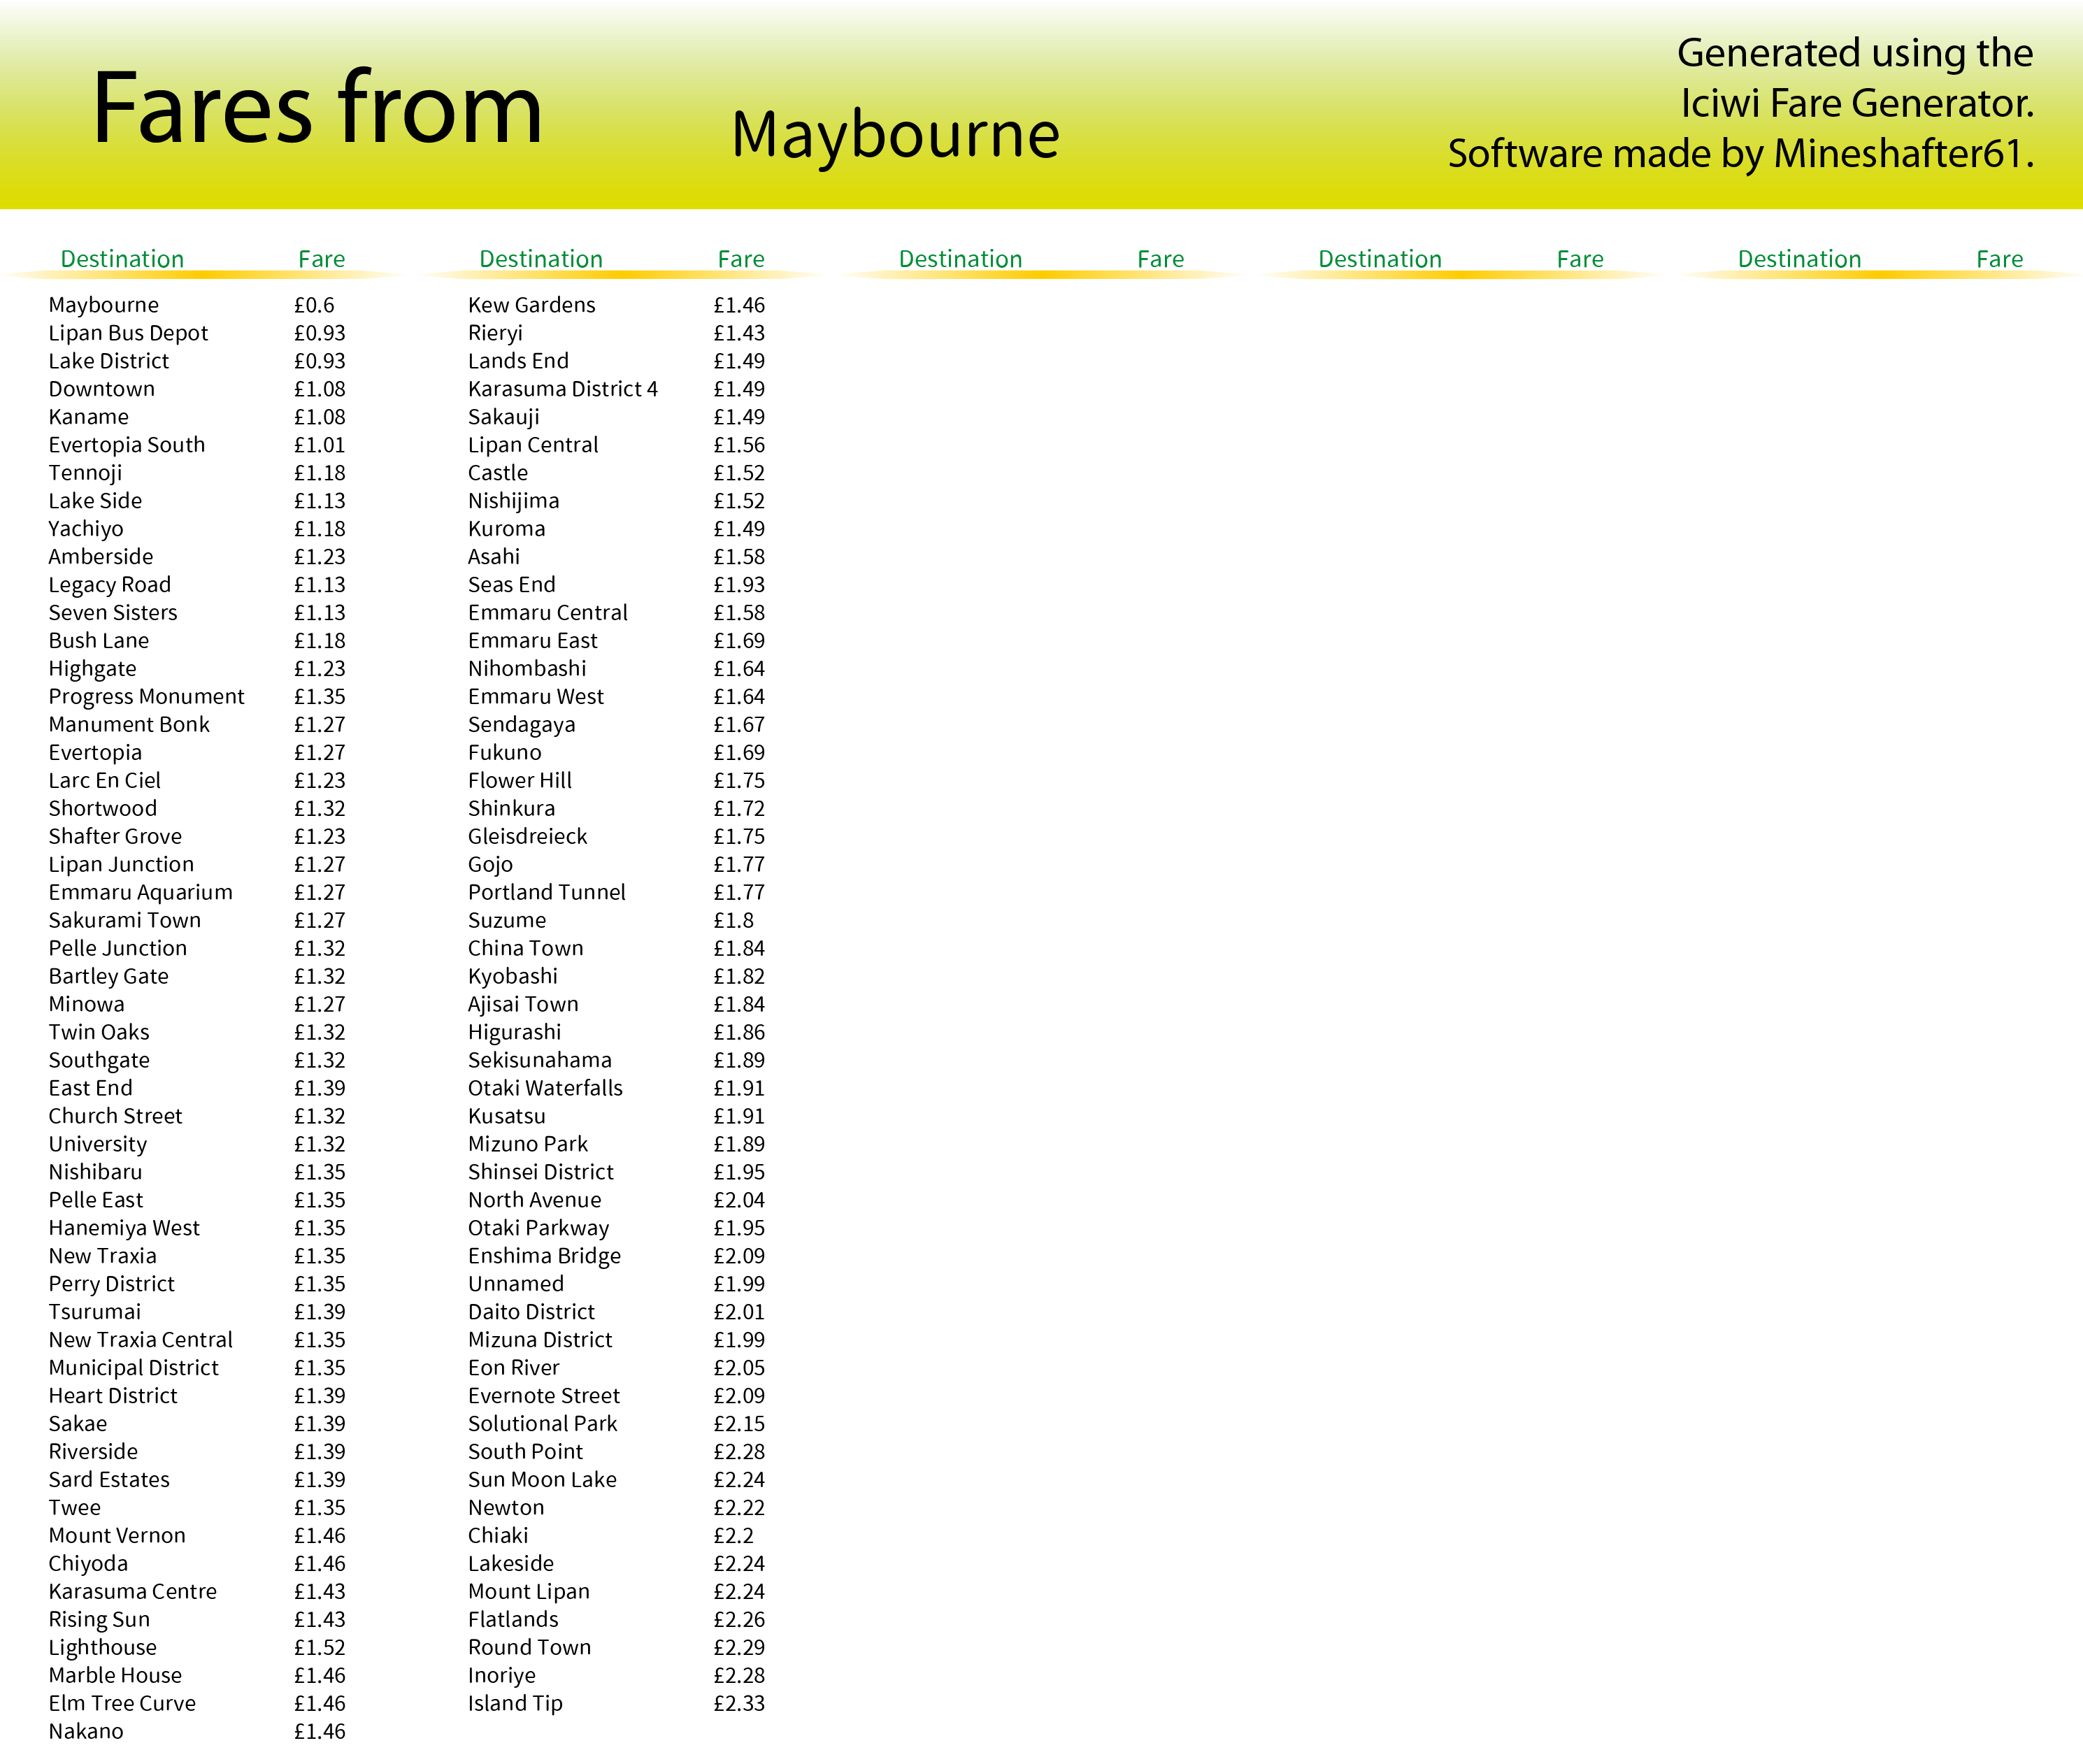 Fares from
Maybourne
Generated using the
Iciwi Fare Generator.
Software made by Mineshafter61.
Destination Fare
Maybourne £0.6
Lipan Bus Depot £0.93
Lake District £0.93
Downtown £1.08
Kaname £1.08
Evertopia South £1.01
Tennoji £1.18
Lake Side £1.13
Yachiyo £1.18
Amberside £1.23
Legacy Road £1.13
Seven Sisters £1.13
Bush Lane £1.18
Highgate £1.23
Progress Monument £1.35
Manument Bonk £1.27
Evertopia £1.27
Larc En Ciel £1.23
Shortwood £1.32
Shafter Grove £1.23
Lipan Junction £1.27
Emmaru Aquarium £1.27
Sakurami Town £1.27
Pelle Junction £1.32
Bartley Gate £1.32
Minowa £1.27
Twin Oaks £1.32
Southgate £1.32
East End £1.39
Church Street £1.32
University £1.32
Nishibaru £1.35
Pelle East £1.35
Hanemiya West £1.35
New Traxia £1.35
Perry District £1.35
Tsurumai £1.39
New Traxia Central £1.35
Municipal District £1.35
Heart District £1.39
Sakae £1.39
Riverside £1.39
Sard Estates £1.39
Twee £1.35
Mount Vernon £1.46
Chiyoda £1.46
Karasuma Centre £1.43
Rising Sun £1.43
Lighthouse £1.52
Marble House £1.46
Elm Tree Curve £1.46
Nakano £1.46
Destination Fare
Kew Gardens £1.46
Rieryi £1.43
Lands End £1.49
Karasuma District 4 £1.49
Sakauji £1.49
Lipan Central £1.56
Castle £1.52
Nishijima £1.52
Kuroma £1.49
Asahi £1.58
Seas End £1.93
Emmaru Central £1.58
Emmaru East £1.69
Nihombashi £1.64
Emmaru West £1.64
Sendagaya £1.67
Fukuno £1.69
Flower Hill £1.75
Shinkura £1.72
Gleisdreieck £1.75
Gojo £1.77
Portland Tunnel £1.77
Suzume £1.8
China Town £1.84
Kyobashi £1.82
Ajisai Town £1.84
Higurashi £1.86
Sekisunahama £1.89
Otaki Waterfalls £1.91
Kusatsu £1.91
Mizuno Park £1.89
Shinsei District £1.95
North Avenue £2.04
Otaki Parkway £1.95
Enshima Bridge £2.09
Unnamed £1.99
Daito District £2.01
Mizuna District £1.99
Eon River £2.05
Evernote Street £2.09
Solutional Park £2.15
South Point £2.28
Sun Moon Lake £2.24
Newton £2.22
Chiaki £2.2
Lakeside £2.24
Mount Lipan £2.24
Flatlands £2.26
Round Town £2.29
Inoriye £2.28
Island Tip £2.33
Destination Fare
Destination Fare
Destination Fare